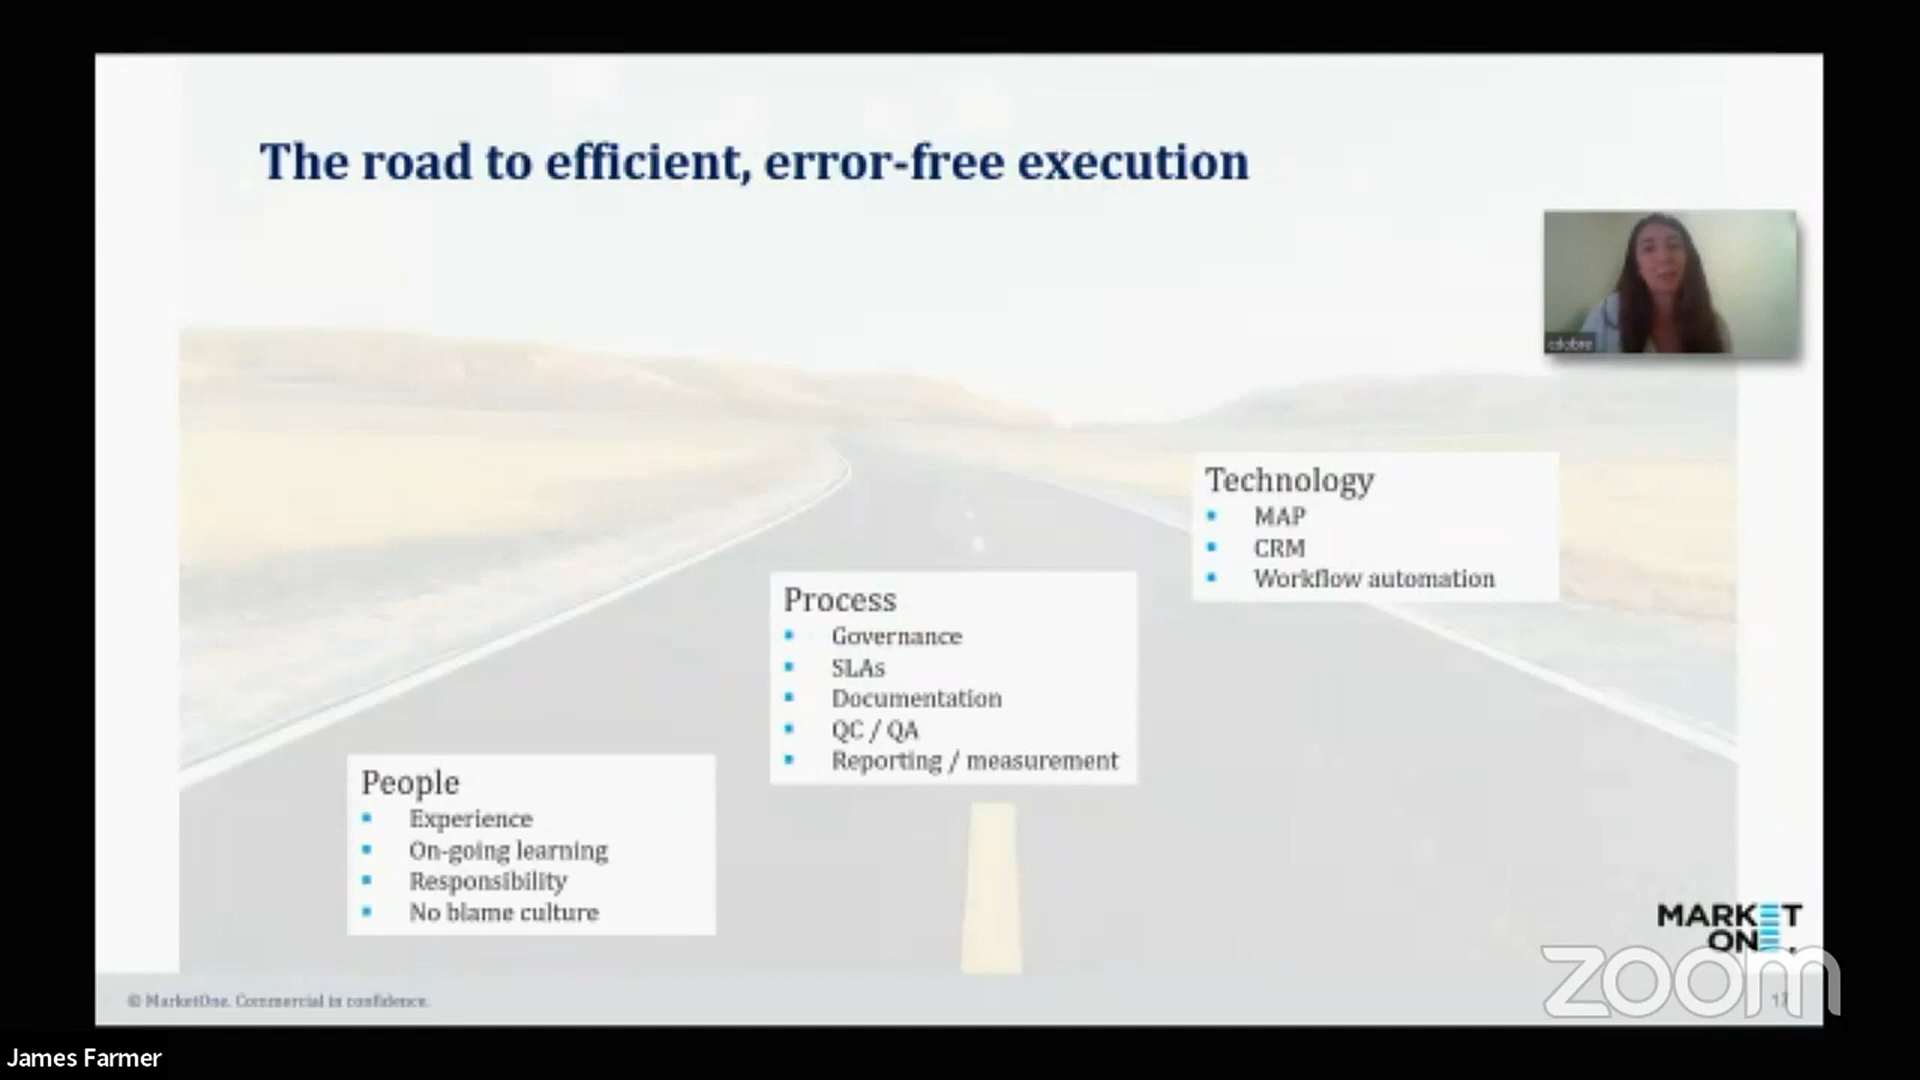 The road to efficient, error-free execution
Technology
MAP
CRM
Workflow automation
Process
Governance
SLAs
Documentation
QC / QA
Reporting / measurement
People
Experience
On-going learning
Responsibility
No blame culture
MARKET
ONE.
zoom
© MarketOne. Commercial in confidence.
James Farmer